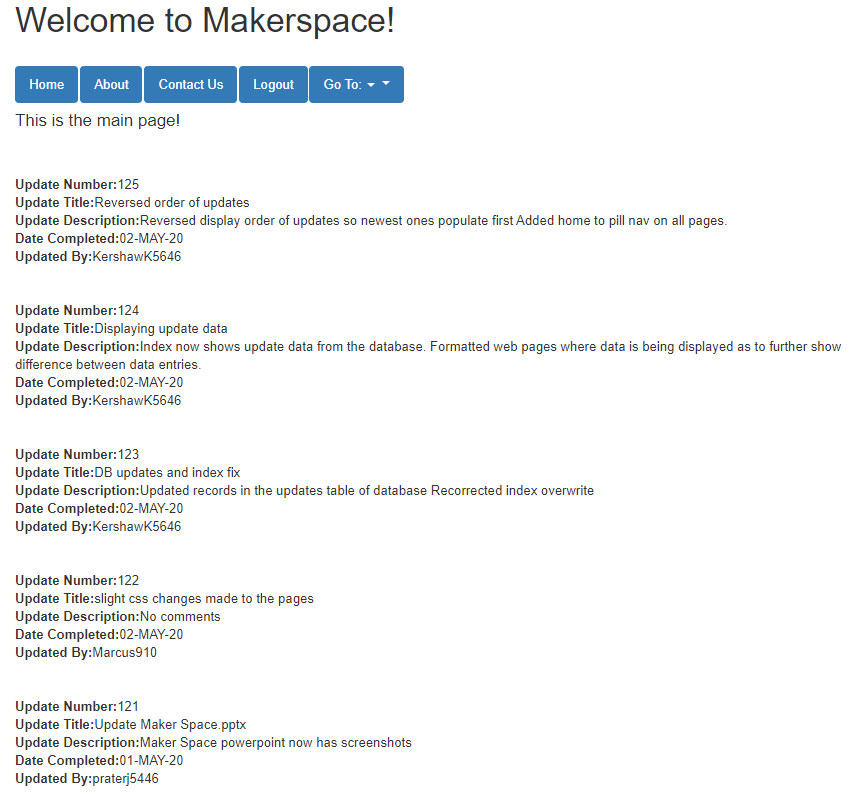 Welcome to Makerspace!
Home About Contact Us Logout Go To:
This is the main page!
Update Number:125
Update Title:Reversed order of updates
Update Description:Reversed display order of updates so newest ones populate first Added home to pill nav on all pages.
Date Completed:02-MAY-20
Updated By:KershawK5646
Update Number:124
Update Title:Displaying update data
Update Description:Index now shows update data from the database. Formatted web pages where data is being displayed as to further show
difference between data entries.
Date Completed:02-MAY-20
Updated By:KershawK5646
Update Number:123
Update Title:DB updates and index fix
Update Description:Updated records in the updates table of database Recorrected index overwrite
Date Completed:02-MAY-20
Updated By:KershawK5646
Update Number:122
Update Title:slight css changes made to the pages
Update Description:No comments
Date Completed:02-MAY-20
Updated By:Marcus910
Update Number:121
Update Title:Update Maker Space.pptx
Update Description:Maker Space powerpoint now has screenshots
Date Completed:01-MAY-20
Updated By:praterj5446